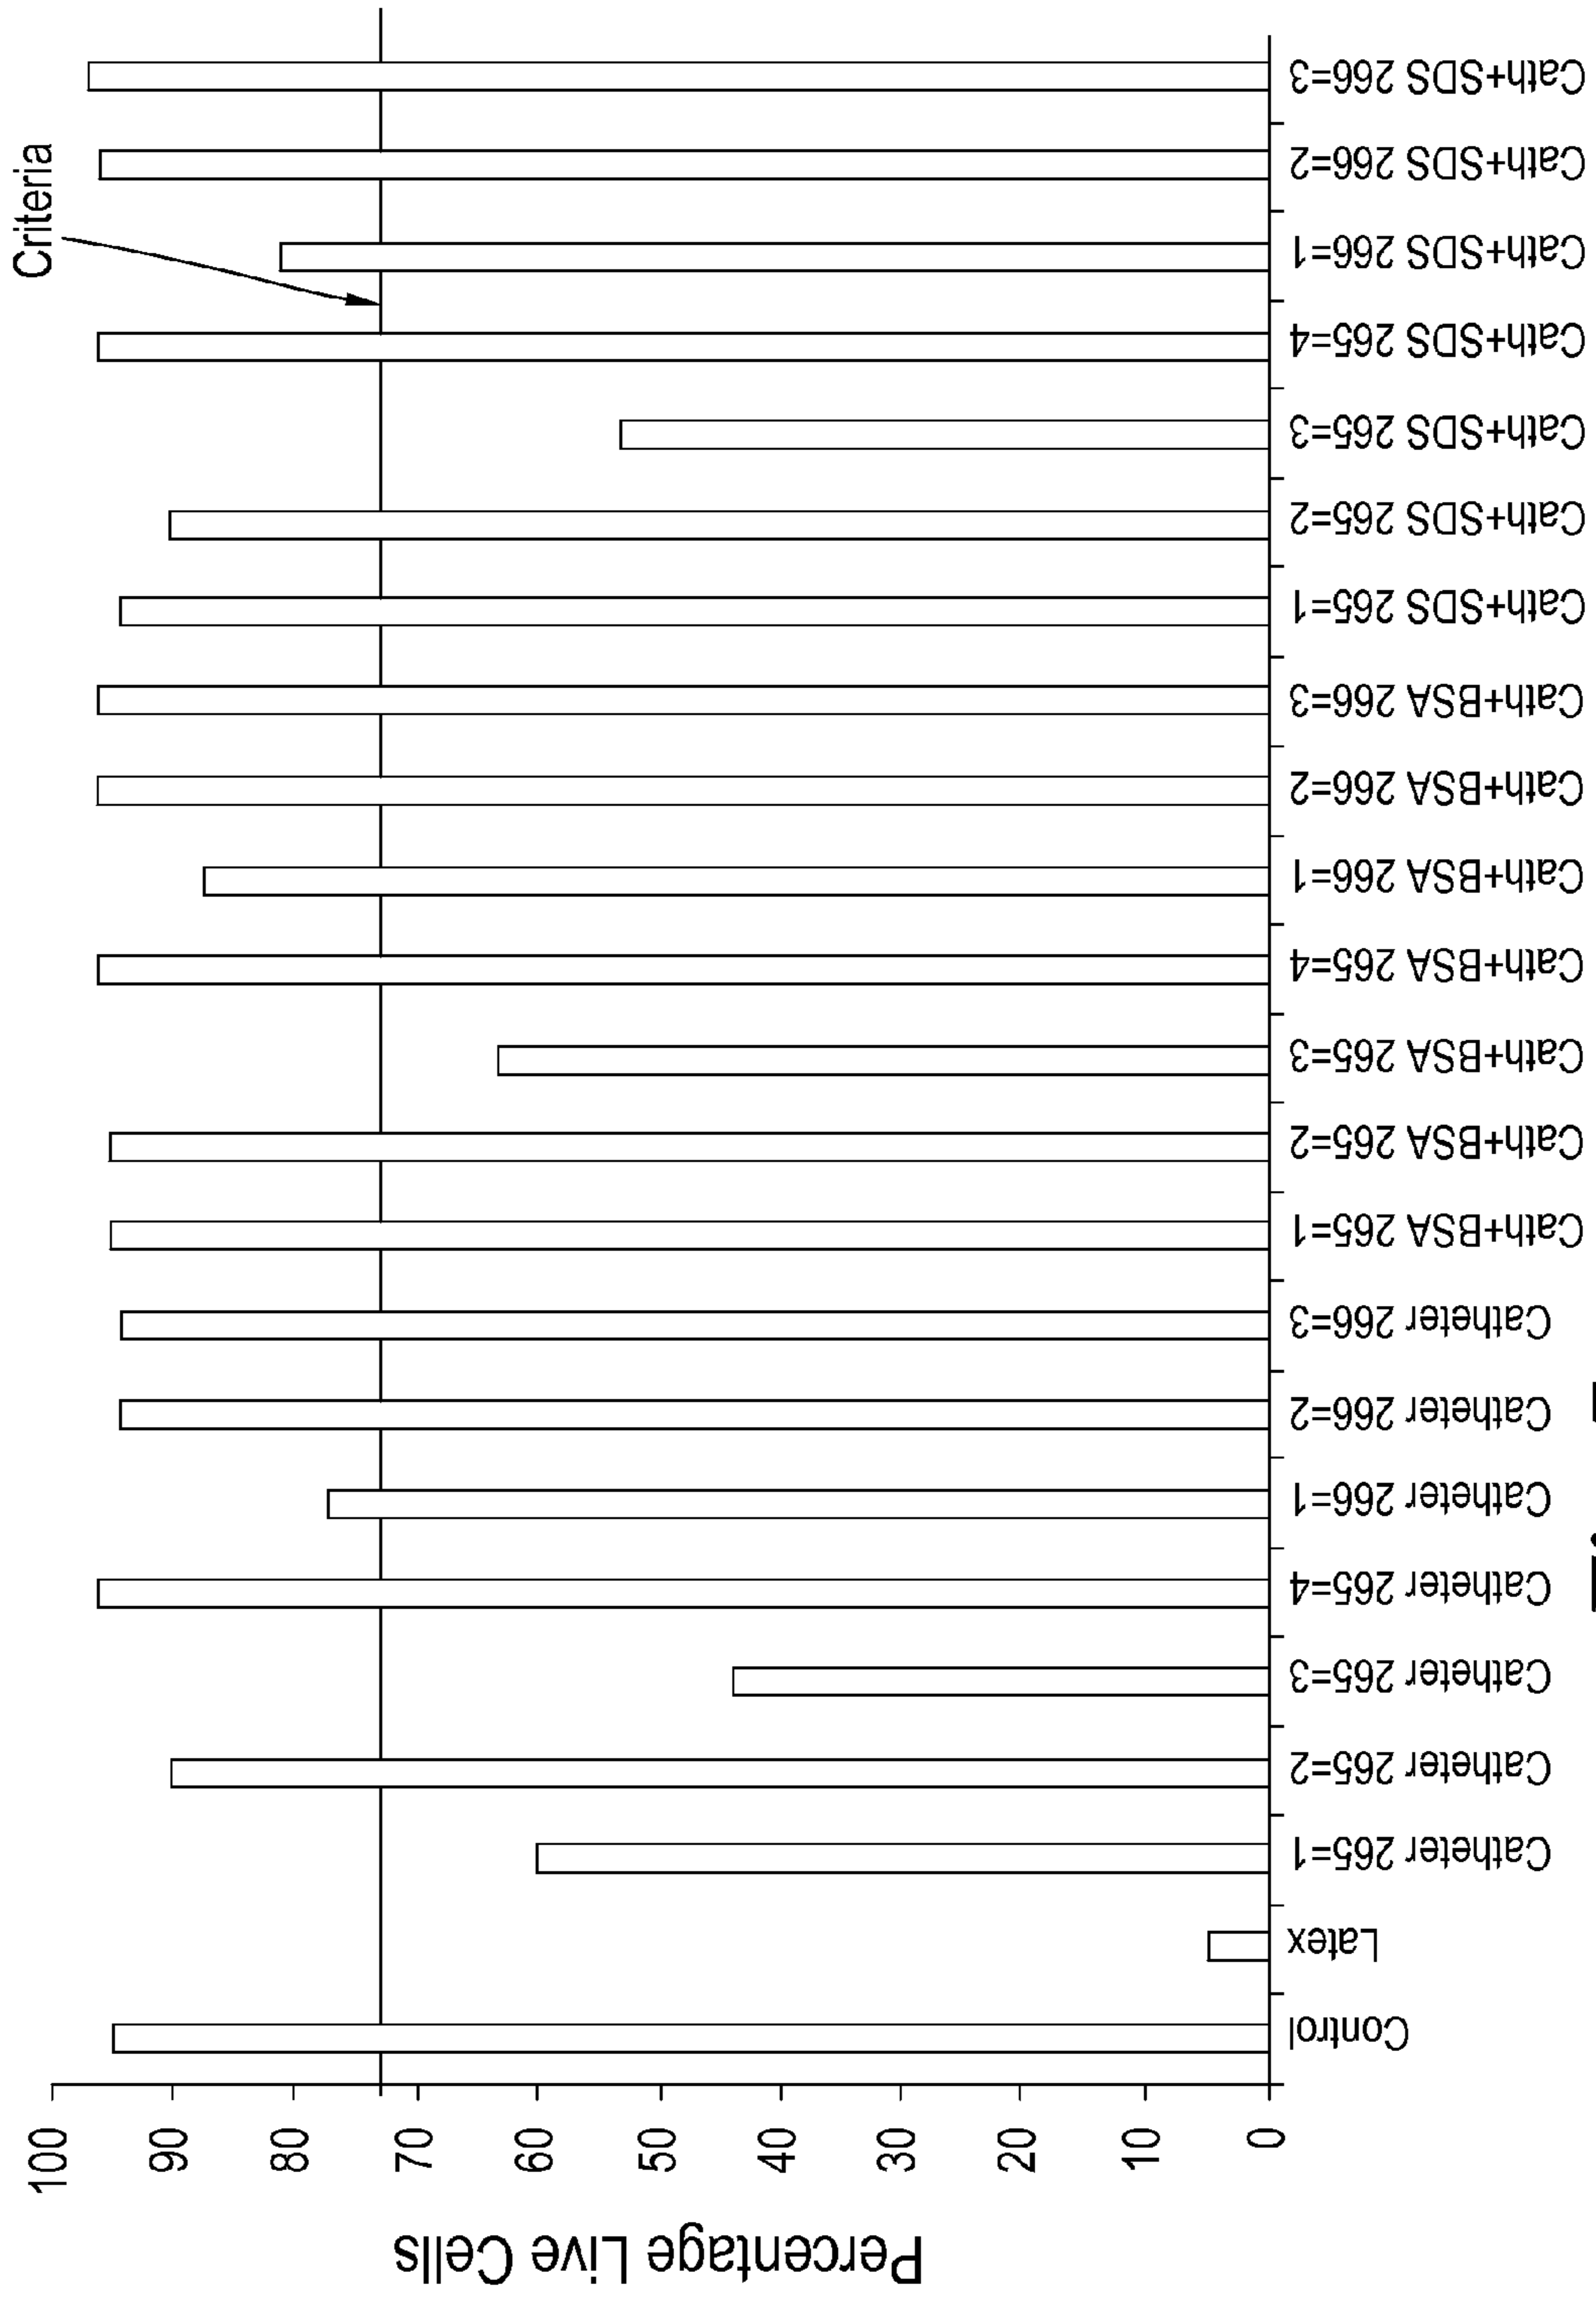 Criteria
Percentage Live Cells
100
90
80
70
60
50
40
30
20
10
0
Control
Latex
Catheter 265=1
Catheter 265=2
Catheter 265=3
Catheter 265=4
Catheter 266=1
Catheter 266=2
Catheter 266=3
Cath+BSA 265=1
Cath+BSA 265=2
Cath+BSA 265=3
Cath+BSA 265=4
Cath+BSA 266=1
Cath+BSA 266=2
Cath+BSA 266=3
Cath+SDS 265=1
Cath+SDS 265=2
Cath+SDS 265=3
Cath+SDS 265=4
Cath+SDS 266=1
Cath+SDS 266=2
Cath+SDS 266=3